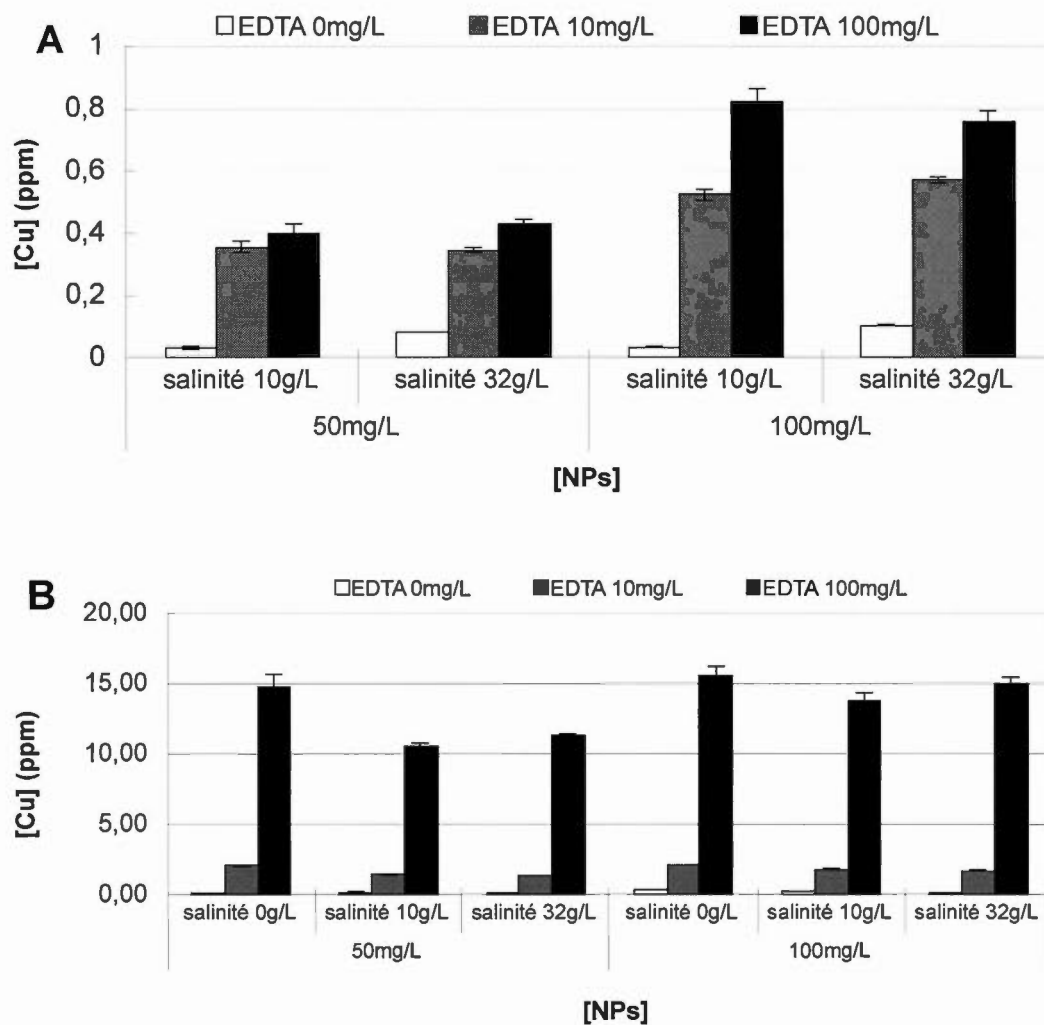 A
EDTA 0mg/L EDTA 10mg/L EDTA 100mg/L
1
0,8
0,6
0,4
0,2
0
[Cu] (ppm)
salinité 10g/L salinité 32g/L salinité 10g/L salinité 32g/L
50mg/L 100mg/L
[NPs]
B
EDTA 0mg/L EDTA 10mg/L EDTA 100mg/L
20,00
15,00
10,00
5,00
0,00
[Cu] (ppm)
salinité 0g/L salinité 10g/L salinité 32g/L salinité 0g/L salinité 10g/L salinité 32g/L
50mg/L 100mg/L
[NPs]